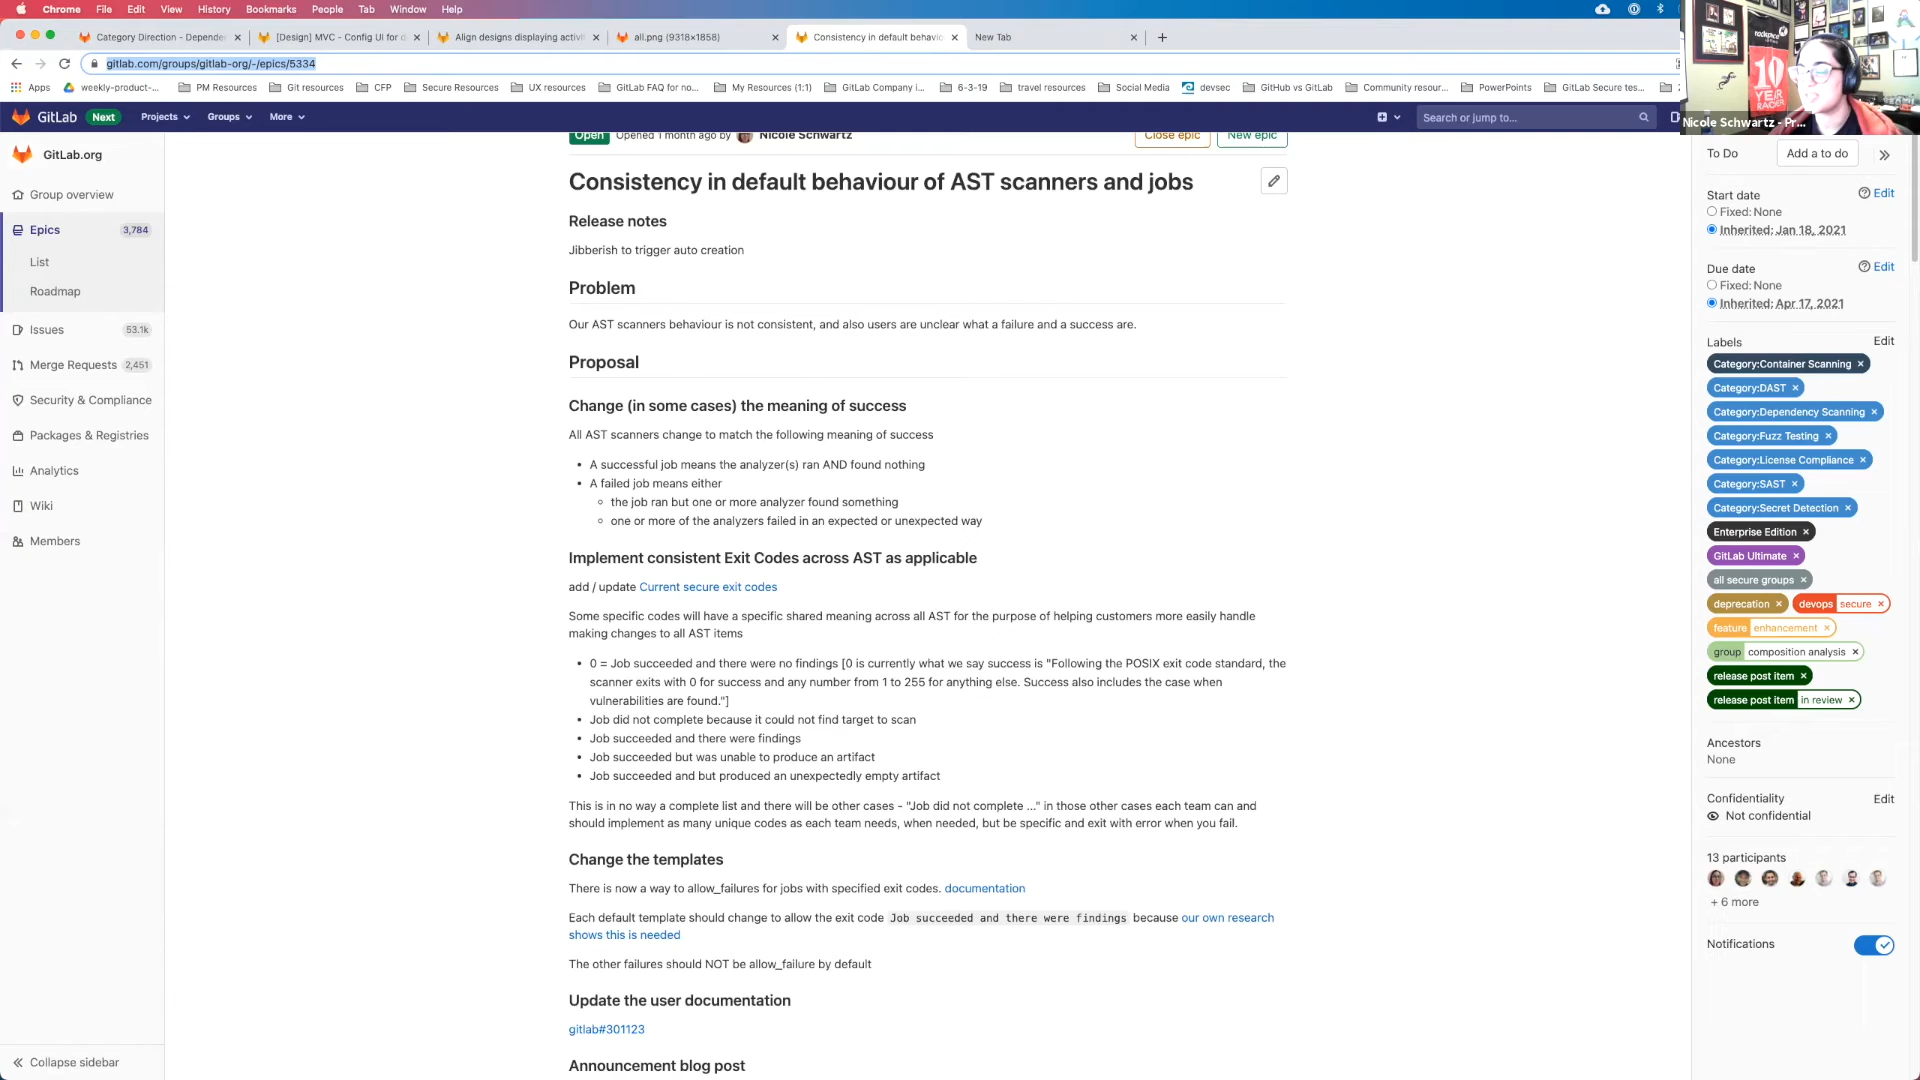 Chrome File Edit View History Bookmarks People Tab Window Help
Category Direction - Depende
[Design] MVC - Config UI for d
Align designs displaying activi
all.png (9318×1858)
Consistency in default behavio
New Tab
gitlab.com/groups/gitlab-org/-/epics/5334
Apps weekly-product-... PM Resources Git resources CFP Secure Resources UX resources GitLab FAQ for no... My Resources (1:1) GitLab Company i... 6-3-19 travel resources Social Media devsec GitHub vs GitLab Community resour... PowerPoints GitLab Secure tes...
GitLab Next Projects Groups More Search or jump to...
10
YEAR
RACER
Nicole Schwartz - Pr...
GitLab.org
Group overview
Epics 3,784
List
Roadmap
Issues 53.1k
Merge Requests 2,451
Security & Compliance
Packages & Registries
Analytics
Wiki
Members
Collapse sidebar
Open Opened 1 month ago by Nicole Schwartz Close epic New epic
Consistency in default behaviour of AST scanners and jobs
Release notes
Jibberish to trigger auto creation
Problem
Our AST scanners behaviour is not consistent, and also users are unclear what a failure and a success are.
Proposal
Change (in some cases) the meaning of success
All AST scanners change to match the following meaning of success
• A successful job means the analyzer(s) ran AND found nothing
• A failed job means either
◦ the job ran but one or more analyzer found something
◦ one or more of the analyzers failed in an expected or unexpected way
Implement consistent Exit Codes across AST as applicable
add / update Current secure exit codes
Some specific codes will have a specific shared meaning across all AST for the purpose of helping customers more easily handle
making changes to all AST items
• 0 = Job succeeded and there were no findings [0 is currently what we say success is "Following the POSIX exit code standard, the
scanner exits with 0 for success and any number from 1 to 255 for anything else. Success also includes the case when
vulnerabilities are found."]
• Job did not complete because it could not find target to scan
• Job succeeded and there were findings
• Job succeeded but was unable to produce an artifact
• Job succeeded and but produced an unexpectedly empty artifact
This is in no way a complete list and there will be other cases - "Job did not complete ..." in those other cases each team can and
should implement as many unique codes as each team needs, when needed, but be specific and exit with error when you fail.
Change the templates
There is now a way to allow_failures for jobs with specified exit codes. documentation
Each default template should change to allow the exit code Job succeeded and there were findings because our own research
shows this is needed
The other failures should NOT be allow_failure by default
Update the user documentation
gitlab#301123
Announcement blog post
To Do Add a to do
Start date Edit
Fixed: None
Inherited: Jan 18, 2021
Due date Edit
Fixed: None
Inherited: Apr 17, 2021
Labels Edit
Category:Container Scanning ×
Category:DAST ×
Category:Dependency Scanning ×
Category:Fuzz Testing ×
Category:License Compliance ×
Category:SAST ×
Category:Secret Detection ×
Enterprise Edition ×
GitLab Ultimate ×
all secure groups ×
deprecation × devops secure ×
feature enhancement ×
group composition analysis ×
release post item ×
release post item in review ×
Ancestors
None
Confidentiality Edit
Not confidential
13 participants
+ 6 more
Notifications